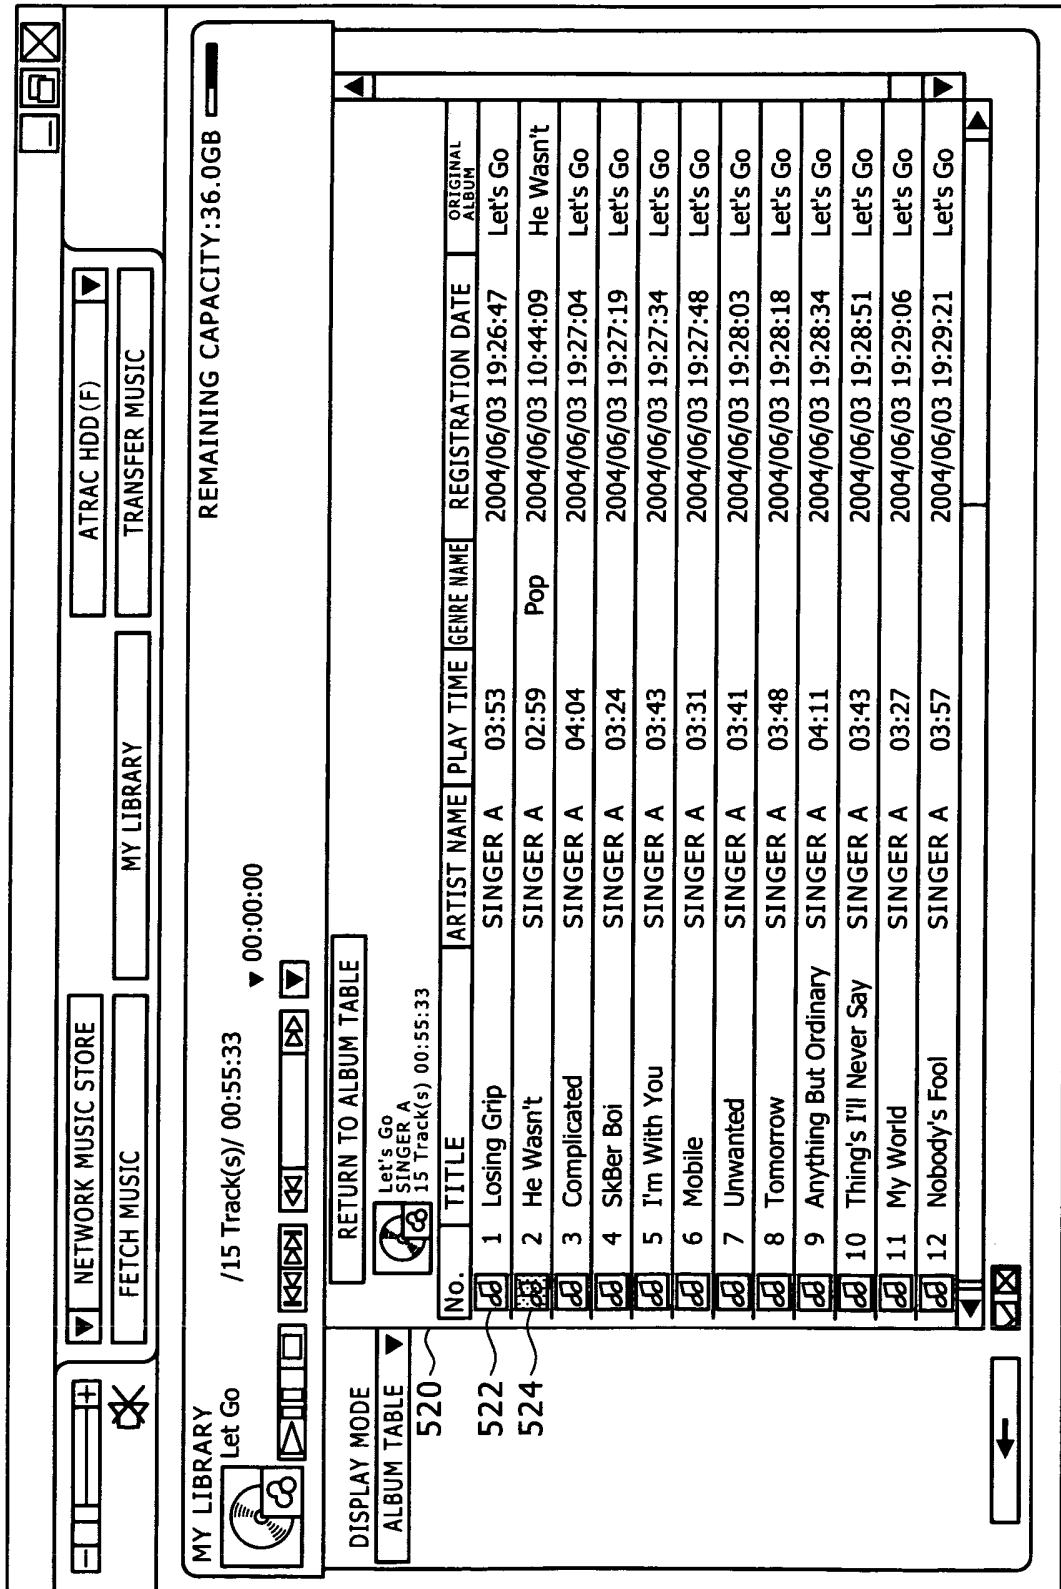 NETWORK MUSIC STORE
ATRAC HDD(F)
FETCH MUSIC
MY LIBRARY
TRANSFER MUSIC
MY LIBRARY
REMAINING CAPACITY:36.0GB
Let Go
/15 Track(s)/ 00:55:33
00:00:00
DISPLAY MODE
ALBUM TABLE
RETURN TO ALBUM TABLE
Let's Go
SINGER A
15 Track(s) 00:55:33
520
No. TITLE ARTIST NAME PLAY TIME GENRE NAME REGISTRATION DATE ORIGINAL ALBUM
522 1 Losing Grip SINGER A 03:53 2004/06/03 19:26:47 Let's Go
524 2 He Wasn't SINGER A 02:59 Pop 2004/06/03 10:44:09 He Wasn't
3 Complicated SINGER A 04:04 2004/06/03 19:27:04 Let's Go
4 Sk8er Boi SINGER A 03:24 2004/06/03 19:27:19 Let's Go
5 I'm With You SINGER A 03:43 2004/06/03 19:27:34 Let's Go
6 Mobile SINGER A 03:31 2004/06/03 19:27:48 Let's Go
7 Unwanted SINGER A 03:41 2004/06/03 19:28:03 Let's Go
8 Tomorrow SINGER A 03:48 2004/06/03 19:28:18 Let's Go
9 Anything But Ordinary SINGER A 04:11 2004/06/03 19:28:34 Let's Go
10 Thing's I'll Never Say SINGER A 03:43 2004/06/03 19:28:51 Let's Go
11 My World SINGER A 03:27 2004/06/03 19:29:06 Let's Go
12 Nobody's Fool SINGER A 03:57 2004/06/03 19:29:21 Let's Go